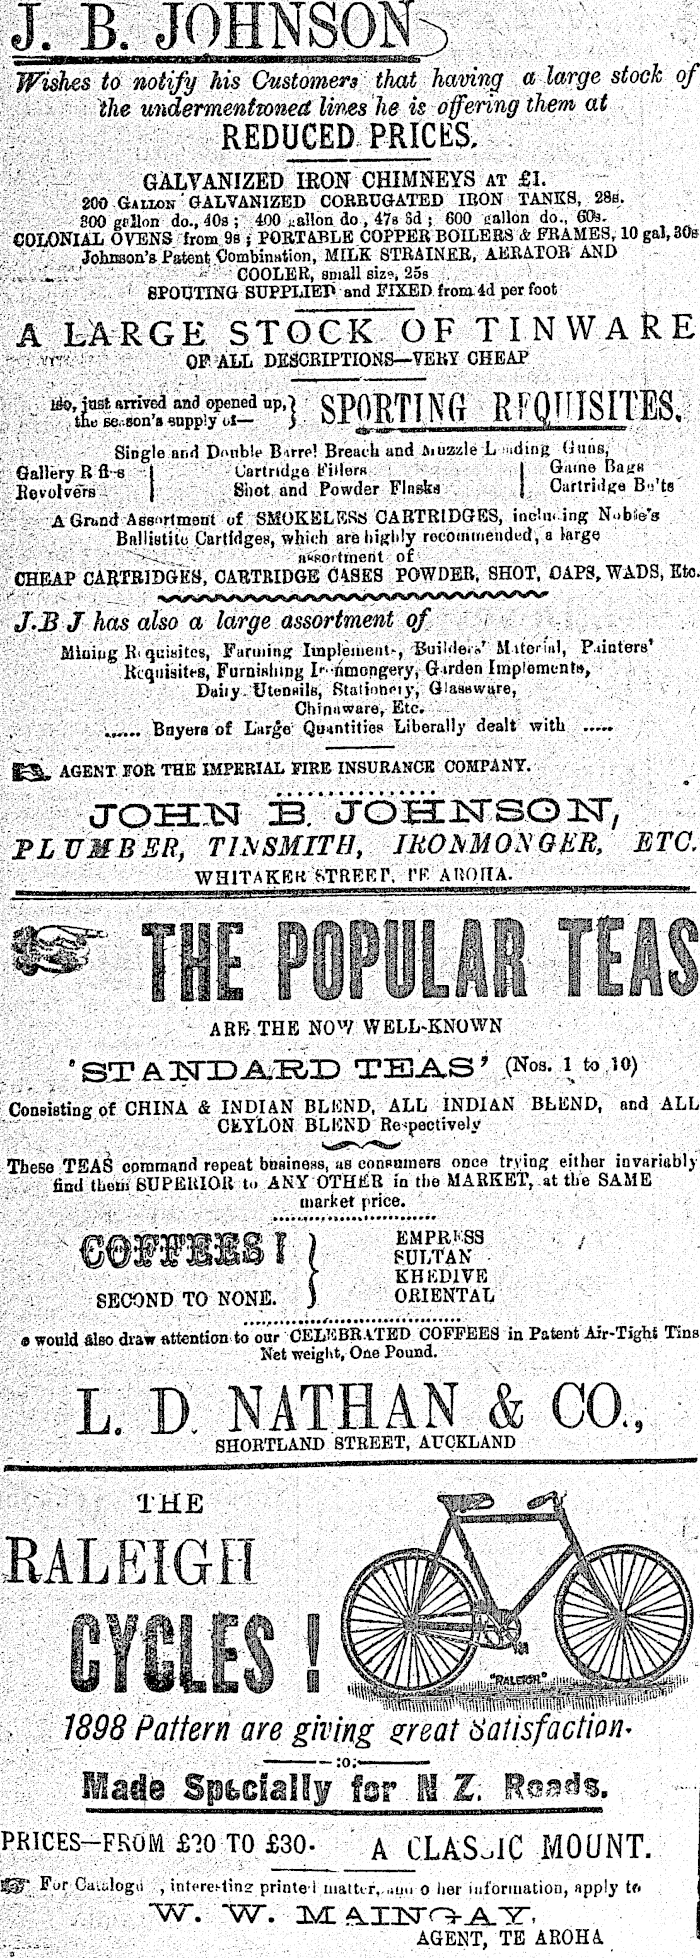 J. B. JOHNSON
Wishes to notify his Customers that having a large stock of
the undermentioned lines he is offering them at
REDUCED PRICES.
GALVANIZED IRON CHIMNEYS AT £1.
200 GALLON GALVANIZED CORRUGATED IRON TANKS, 28s.
300 gallon do., 40s; 400 gallon do, 47s 3d; 600 gallon do., 60s.
COLONIAL OVENS from 9s; PORTABLE COPPER BOILERS & FRAMES, 10 gal, 30s
Johnson's Patent Combination, MILK STRAINER, AERATOR AND
COOLER, small size, 25s
SPOUTING SUPPLIED and FIXED from 4d per foot
A LARGE STOCK OF TINWARE
OF ALL DESCRIPTIONS—VERY CHEAP
lso, just arrived and opened up, the season's supply of— } SPORTING REQUISITES.
Single and Double Barrel Breach and Muzzle Loading Guns,
Gallery Rifles Cartridge Fillers Game Bags
Revolvers Shot and Powder Flasks Cartridge Belts
A Grand Assortment of SMOKELESS CARTRIDGES, including Noble's
Ballistite Cartidges, which are highly recommended, a large
assortment of
CHEAP CARTRIDGES, CARTRIDGE CASES POWDER, SHOT, CAPS, WADS, Etc.
J.B J has also a large assortment of
Mining Requisites, Farming Implements, Builders' Material, Painters'
Requisites, Furnishing Ironmongery, Garden Implements,
Daily Utensils, Stationery, Glassware,
Chinaware, Etc.
...... Buyers of Large Quantities Liberally dealt with .....
AGENT FOR THE IMPERIAL FIRE INSURANCE COMPANY.
JOHN B. JOHNSON,
PLUMBER, TINSMITH, IRONMONGER, ETC.
WHITAKER STREET, TE AROHA.
THE POPULAR TEAS
ARE THE NOW WELL-KNOWN
'STANDARD TEAS' (Nos. 1 to 10)
Consisting of CHINA & INDIAN BLEND, ALL INDIAN BLEND, and ALL
CEYLON BLEND Respectively
These TEAS command repeat business, as consumers once trying either invariably
find them SUPERIOR to ANY OTHER in the MARKET, at the SAME
market price.
COFFEES!
SECOND TO NONE.
EMPRESS
SULTAN
KHEDIVE
ORIENTAL
e would also draw attention to our CELEBRATED COFFEES in Patent Air-Tight Tins
Net weight, One Pound.
L. D. NATHAN & CO.,
SHORTLAND STREET, AUCKLAND
THE
RALEIGH
CYCLES!
"RALEIGH"
1898 Pattern are giving great Satisfaction.
:o:
Made Specially for N Z. Roads.
PRICES—FROM £20 TO £30. A CLASSIC MOUNT.
For Catalogu , interesting printed matter, and other information, apply to
W. W. MAINGAY,
AGENT, TE AROHA